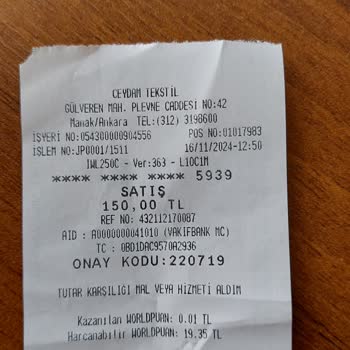 CEYDAM TEKSTİL
GÜLVEREN MAH. PLEVNE CADDESİ NO:42
Mamak/Ankara TEL:(312) 3198600
İSYERİ NO:054300000904556 POS NO:01017983
İŞLEM NO:JP0001/1511 16/11/2024-12:50
IWL250C - Ver:363 - L10C1M
**** **** **** 5939
SATIŞ
150,00 TL
REF NO: 432112170087
AID : A0000000041010 (VAKIFBANK MC)
TC : 0BD1DAC9570A2936
ONAY KODU:220719
TUTAR KARŞILIĞI MAL VEYA HİZMETİ ALDIM
Kazanılan WORLDPUAN: 0.01 TL
Harcanabilir WORLDPUAN: 19.35 TL